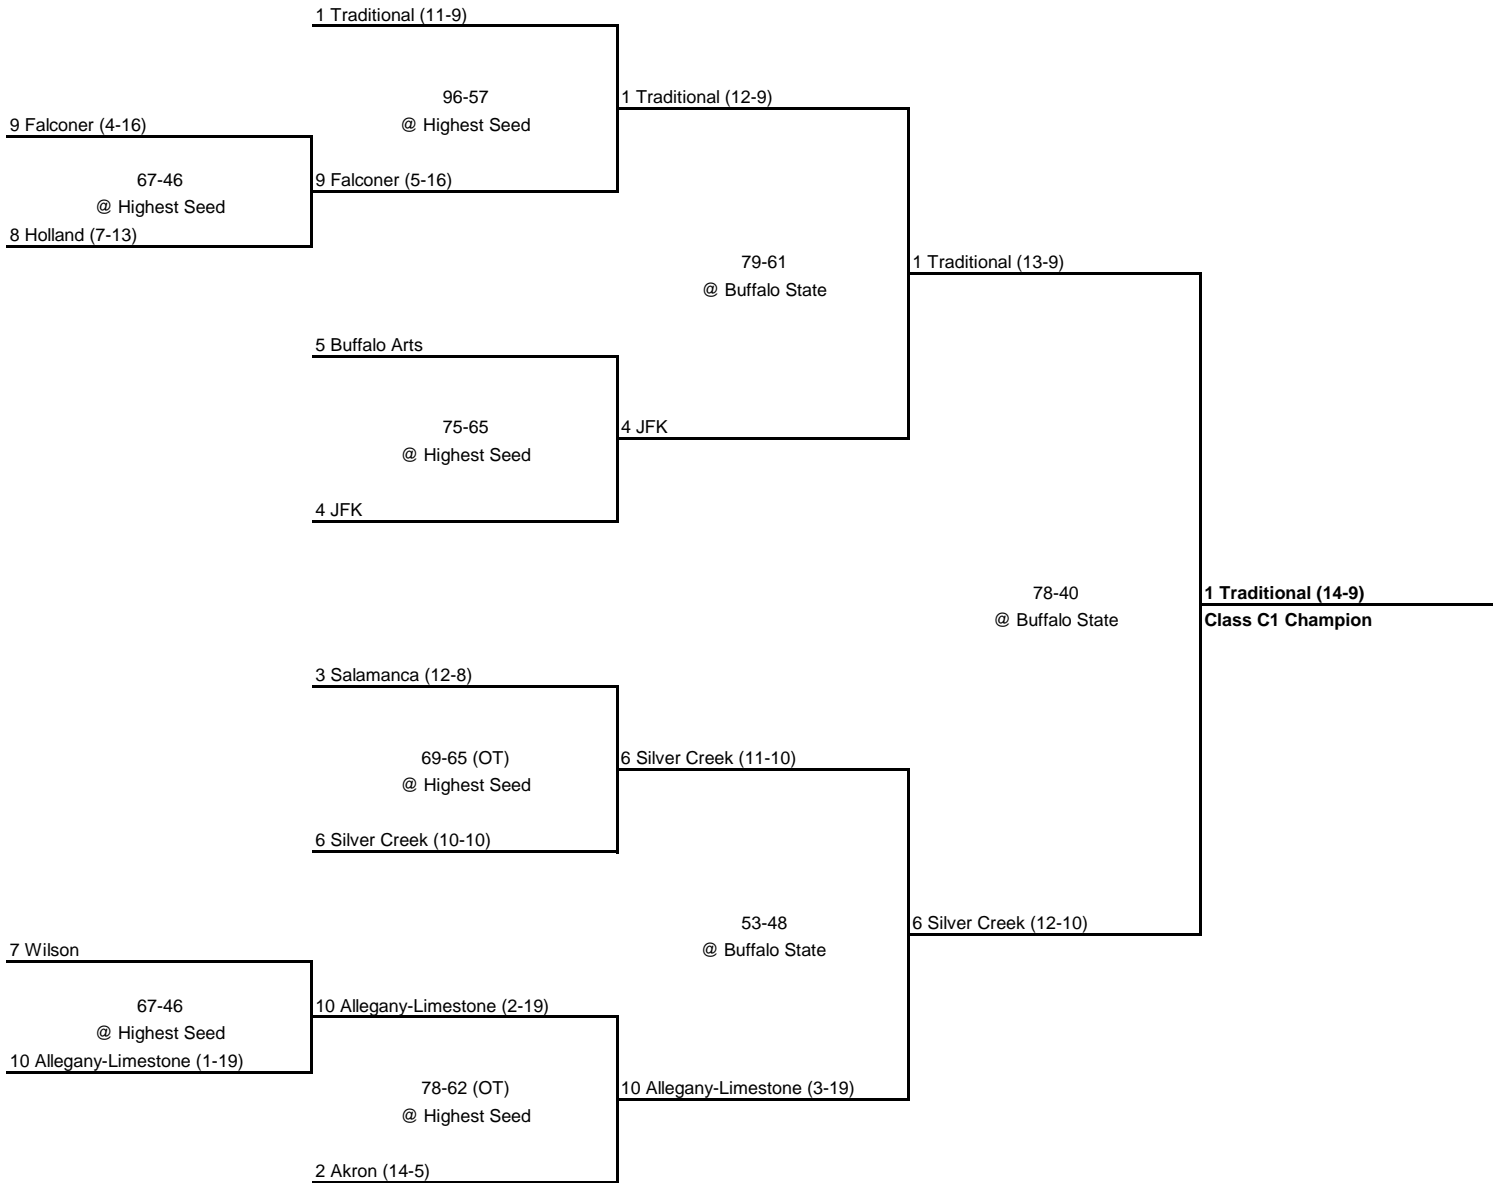 1 Traditional (11-9)
96-57
1 Traditional (12-9)
9 Falconer (4-16)
@ Highest Seed
67-46
9 Falconer (5-16)
@ Highest Seed
8 Holland (7-13)
79-61
1 Traditional (13-9)
@ Buffalo State
5 Buffalo Arts
75-65
4 JFK
@ Highest Seed
4 JFK
78-40
1 Traditional (14-9)
@ Buffalo State
Class C1 Champion
3 Salamanca (12-8)
69-65 (OT)
6 Silver Creek (11-10)
@ Highest Seed
6 Silver Creek (10-10)
53-48
6 Silver Creek (12-10)
7 Wilson
@ Buffalo State
67-46
10 Allegany-Limestone (2-19)
@ Highest Seed
10 Allegany-Limestone (1-19)
78-62 (OT)
10 Allegany-Limestone (3-19)
@ Highest Seed
2 Akron (14-5)